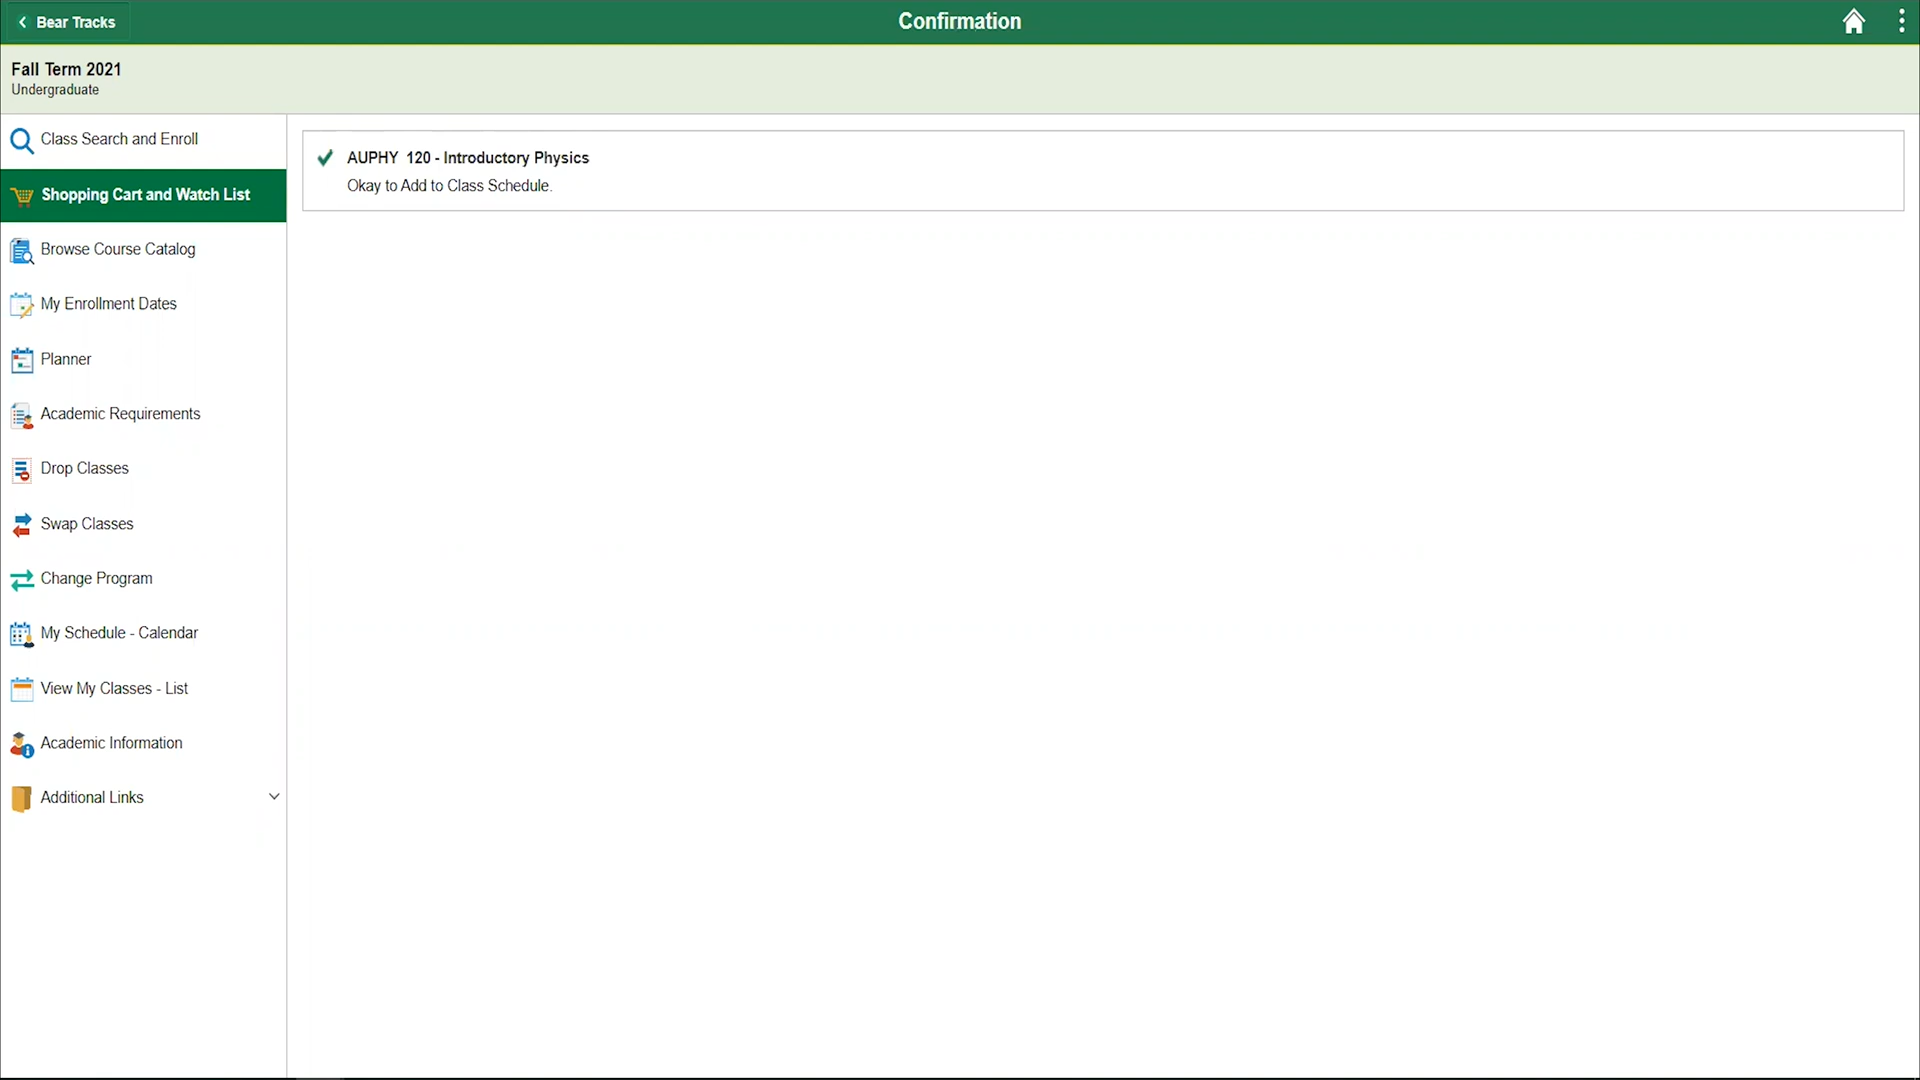 Bear Tracks
Confirmation
Fall Term 2021
Undergraduate
Class Search and Enroll
Shopping Cart and Watch List
Browse Course Catalog
My Enrollment Dates
Planner
Academic Requirements
Drop Classes
Swap Classes
Change Program
My Schedule - Calendar
View My Classes - List
Academic Information
Additional Links
AUPHY 120 - Introductory Physics
Okay to Add to Class Schedule.